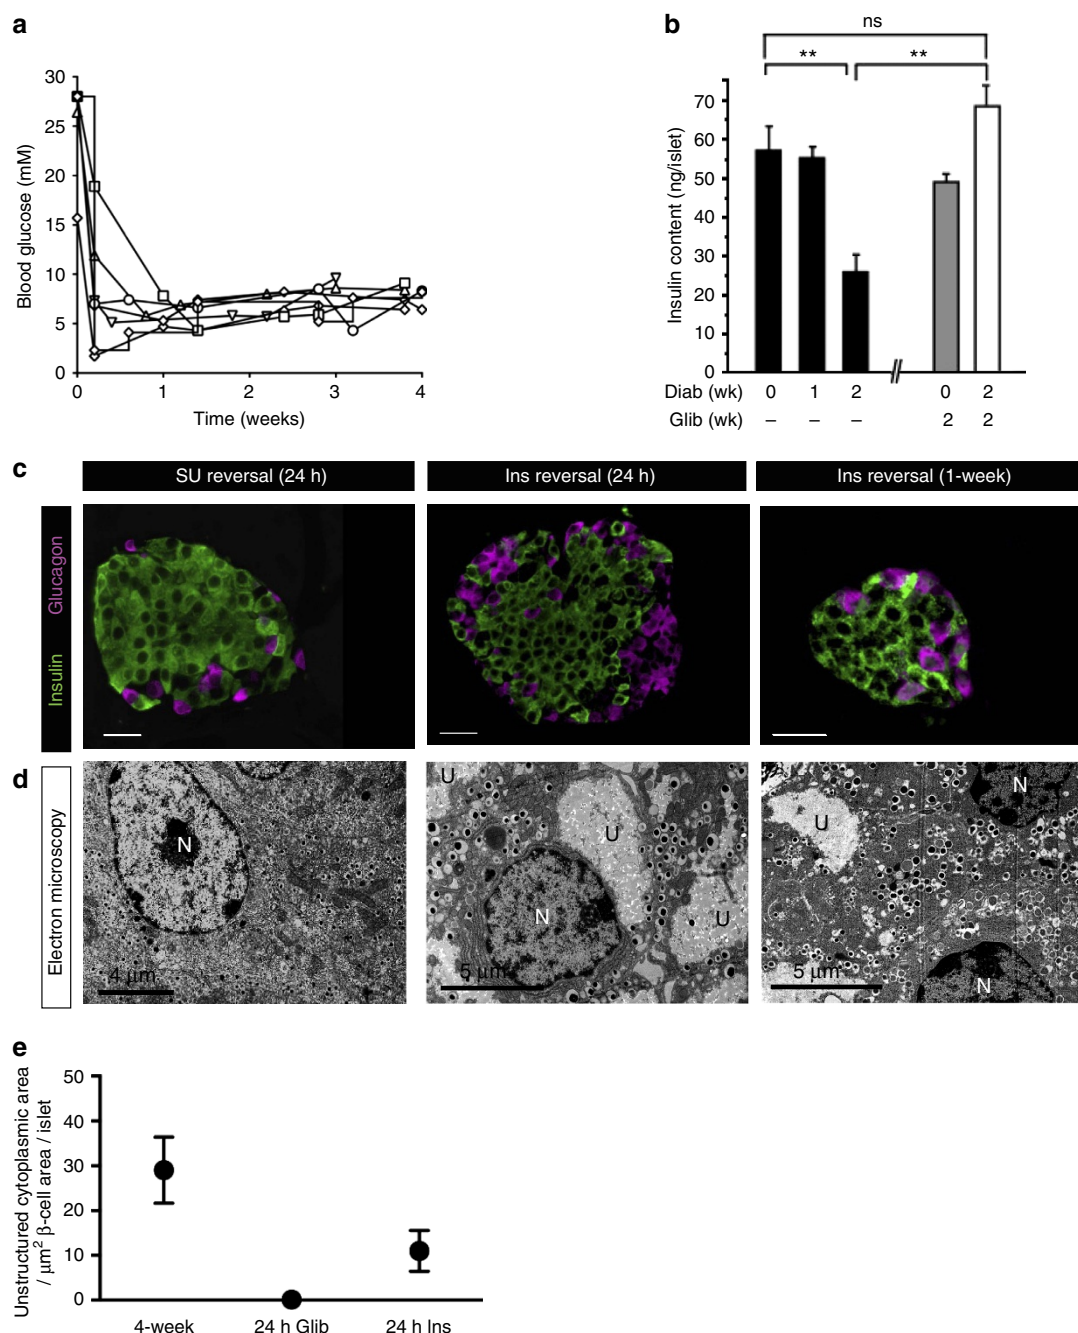 a
30
25
20
15
10
5
0
Blood glucose (mM)
0 1 2 3 4
Time (weeks)
b
ns
** **
70
60
50
40
30
20
10
0
Insulin content (ng/islet)
Diab (wk) 0 1 2 0 2
Glib (wk) – – – 2 2
c
SU reversal (24 h) Ins reversal (24 h) Ins reversal (1-week)
Insulin Glucagon
d
Electron microscopy
N
4 µm
U
U
N
U
5 µm
N
U
N
5 µm
e
50
40
30
20
10
0
Unstructured cytoplasmic area
/ µm² β-cell area / islet
4-week 24 h Glib 24 h Ins